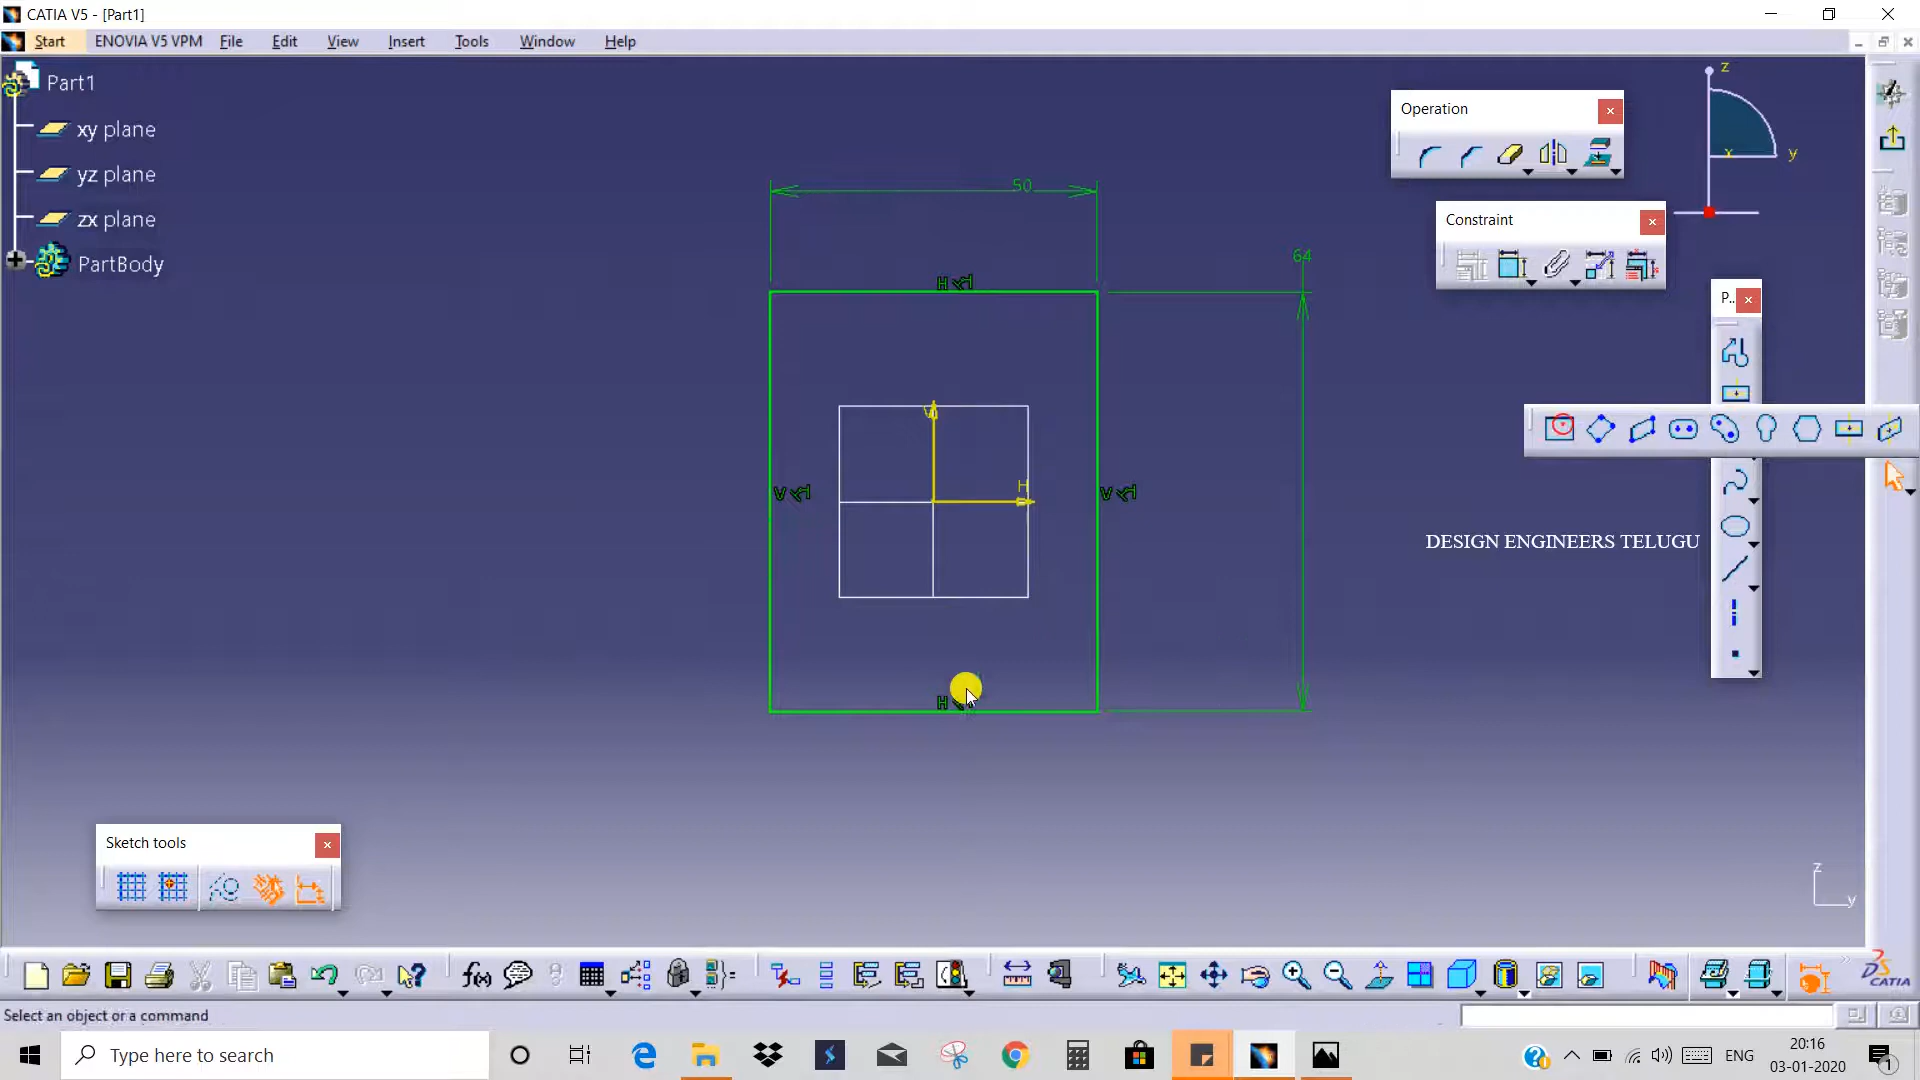 CATIA V5 - [Part1]
Start ENOVIA V5 VPM File Edit View Insert Tools Window Help
Part1
xy plane
yz plane
zx plane
PartBody
Operation
Constraint
P...
z
x
y
50
64
H
V
V
H
V
H
DESIGN ENGINEERS TELUGU
Sketch tools
z
y
f(x)
CATIA
Select an object or a command
Type here to search
ENG
20:16
03-01-2020
1